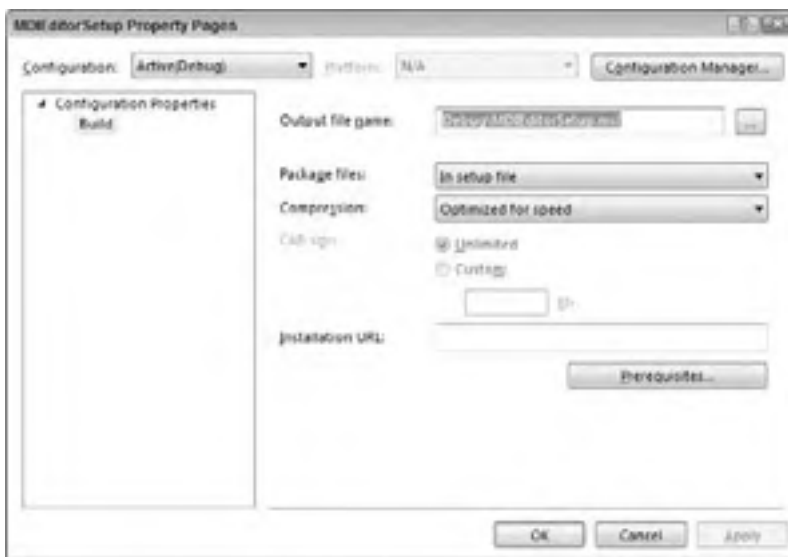 MDIEditorSetup Property Pages
Configuration: Active(Debug) Platform: N/A Configuration Manager...
Configuration Properties
Build
Output file name: Debug\MDIEditorSetup.msi ...
Package files: In setup file
Compression: Optimized for speed
CAB size: Unlimited
Custom
Kb
Installation URL:
Prerequisites...
OK Cancel Apply